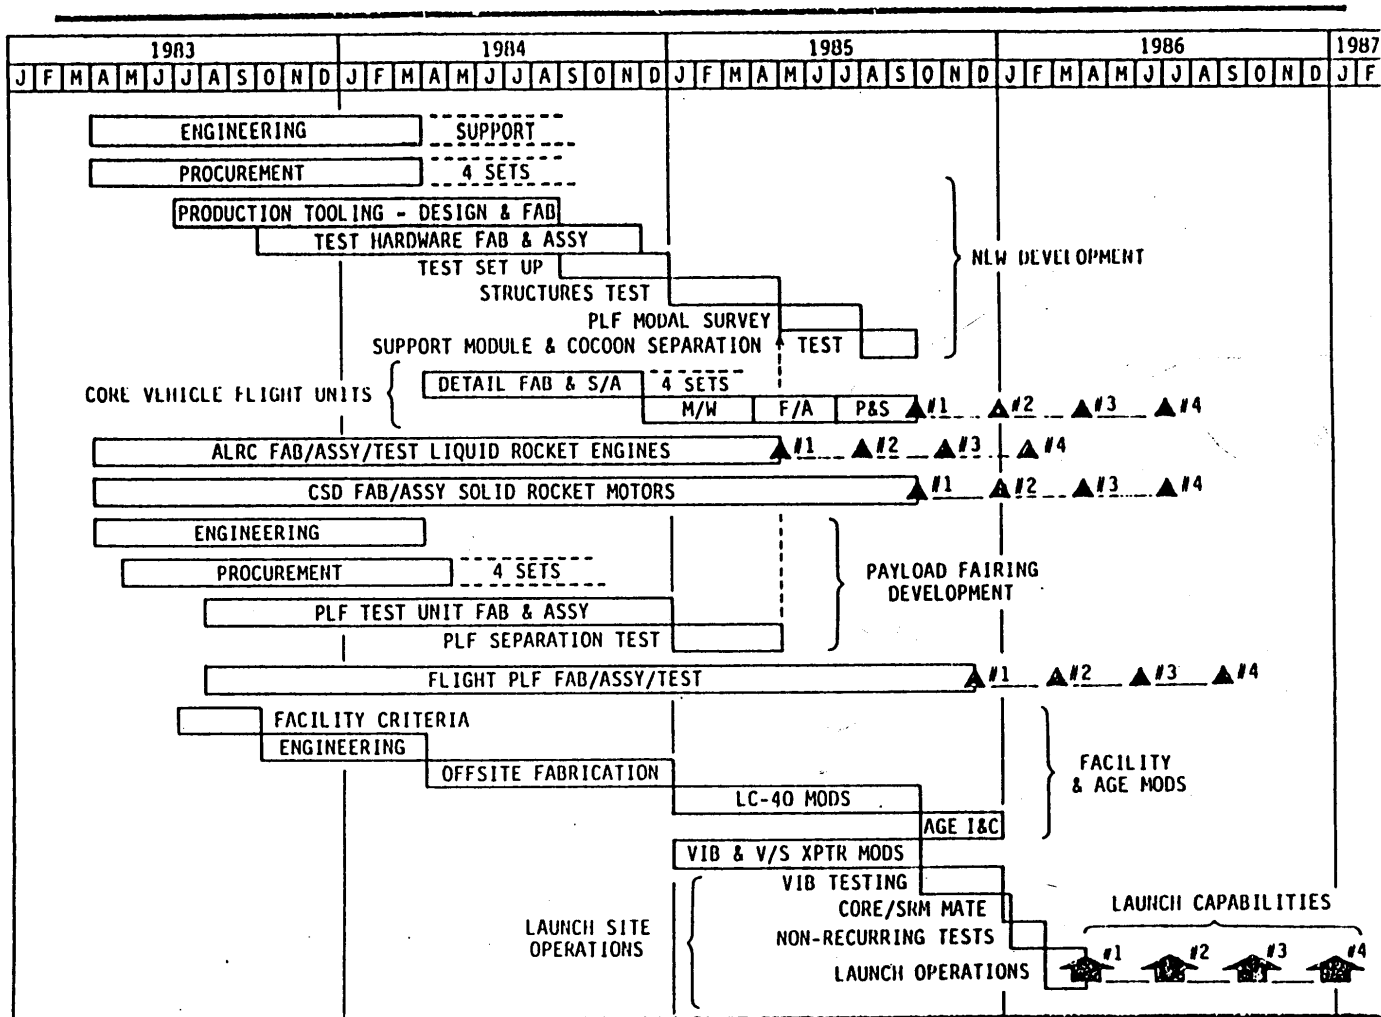 1983 1984 1985 1986 1987
J F M A M J J A S O N D J F M A M J J A S O N D J F M A M J J A S O N D J F M A M J J A S O N D J F
ENGINEERING SUPPORT
PROCUREMENT 4 SETS
PRODUCTION TOOLING - DESIGN & FAB
TEST HARDWARE FAB & ASSY
NLW DEVELOPMENT
TEST SET UP
STRUCTURES TEST
PLF MODAL SURVEY
SUPPORT MODULE & COCOON SEPARATION TEST
CORE VEHICLE FLIGHT UNITS
DETAIL FAB & S/A 4 SETS
M/W F/A P&S #1 #2 #3 #4
ALRC FAB/ASSY/TEST LIQUID ROCKET ENGINES #1 #2 #3 #4
CSD FAB/ASSY SOLID ROCKET MOTORS #1 #2 #3 #4
ENGINEERING
PROCUREMENT 4 SETS
PAYLOAD FAIRING
DEVELOPMENT
PLF TEST UNIT FAB & ASSY
PLF SEPARATION TEST
FLIGHT PLF FAB/ASSY/TEST #1 #2 #3 #4
FACILITY CRITERIA
ENGINEERING
OFFSITE FABRICATION
FACILITY
& AGE MODS
LC-40 MODS
AGE I&C
VIB & V/S XPTR MODS
VIB TESTING
CORE/SRM MATE
LAUNCH CAPABILITIES
LAUNCH SITE
OPERATIONS
NON-RECURRING TESTS
LAUNCH OPERATIONS #1 #2 #3 #4